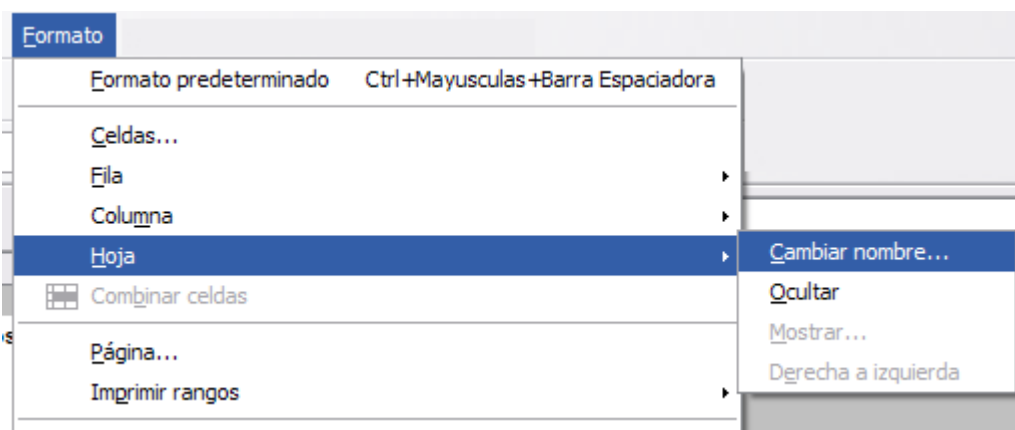 Formato
Formato predeterminado Ctrl+Mayusculas+Barra Espaciadora
Celdas...
Fila
Columna
Hoja
Cambiar nombre...
Ocultar
Combinar celdas
Mostrar...
Página...
Derecha a izquierda
Imprimir rangos